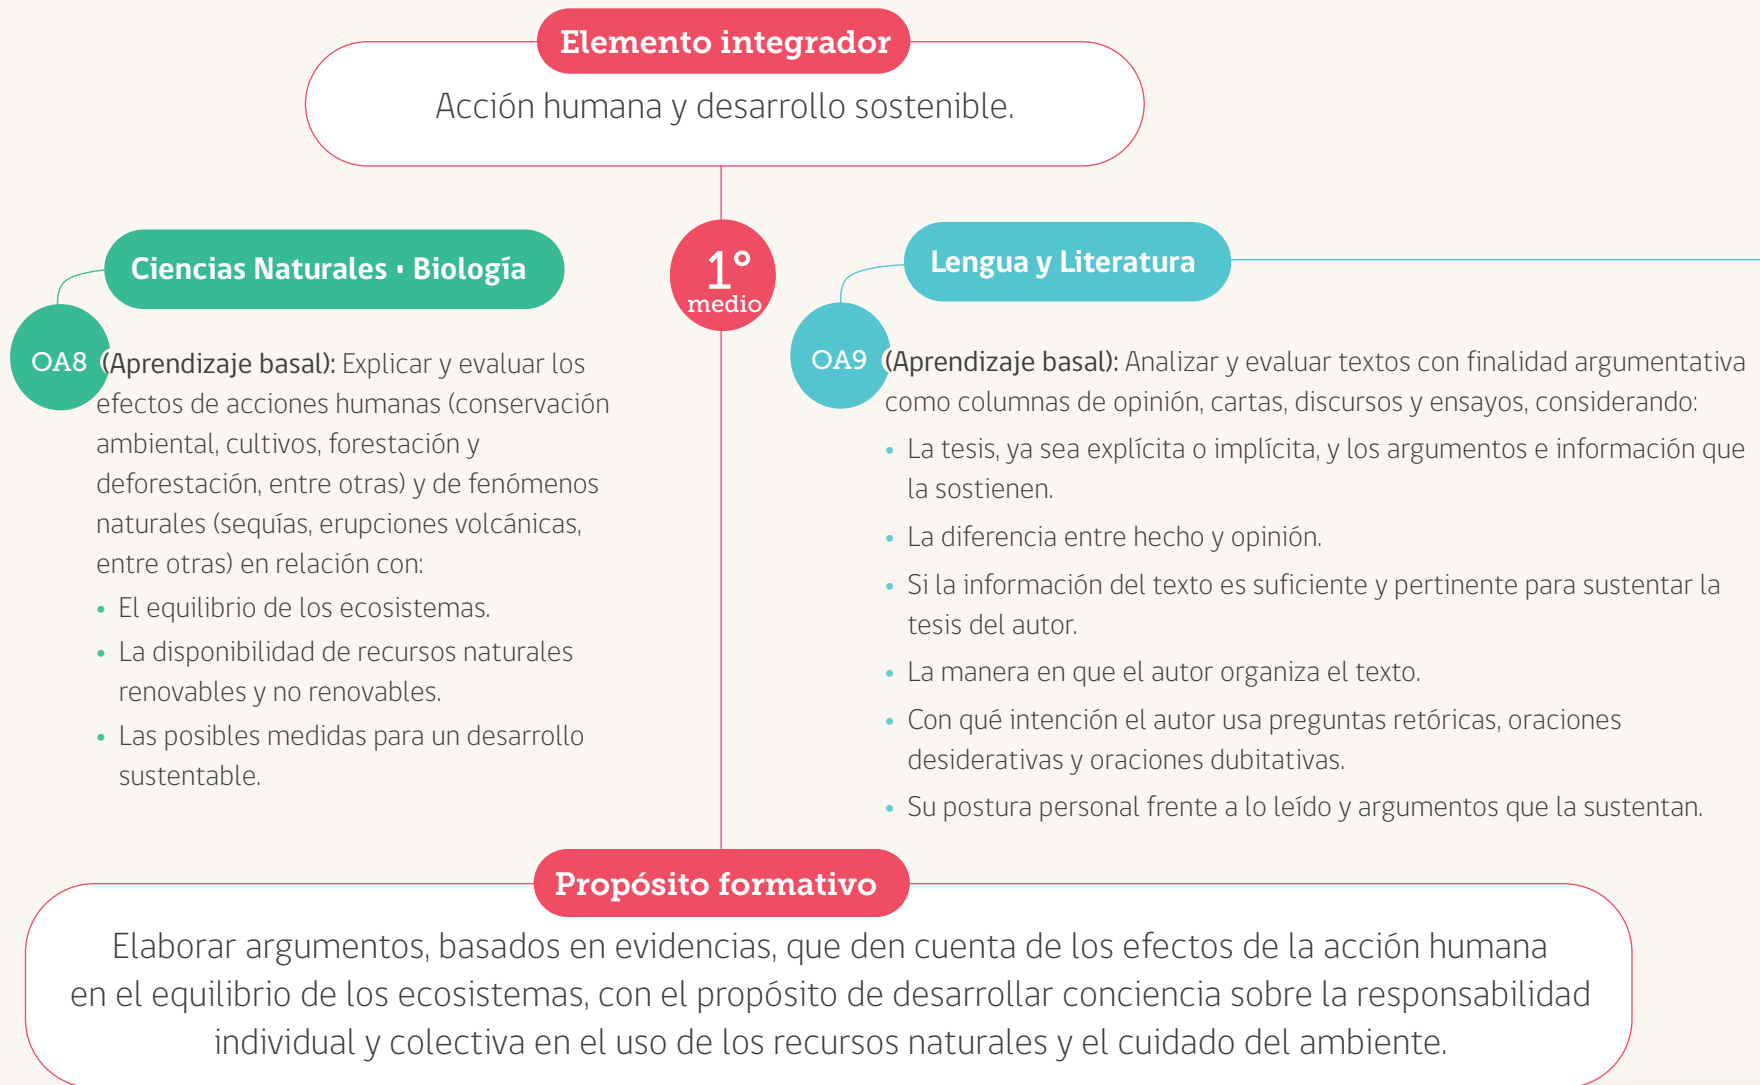 Elemento integrador
Acción humana y desarrollo sostenible.
1°
medio
Ciencias Naturales • Biología
OA8 (Aprendizaje basal): Explicar y evaluar los
efectos de acciones humanas (conservación
ambiental, cultivos, forestación y
deforestación, entre otras) y de fenómenos
naturales (sequías, erupciones volcánicas,
entre otras) en relación con:
• El equilibrio de los ecosistemas.
• La disponibilidad de recursos naturales
renovables y no renovables.
• Las posibles medidas para un desarrollo
sustentable.
Lengua y Literatura
OA9 (Aprendizaje basal): Analizar y evaluar textos con finalidad argumentativa
como columnas de opinión, cartas, discursos y ensayos, considerando:
• La tesis, ya sea explícita o implícita, y los argumentos e información que
la sostienen.
• La diferencia entre hecho y opinión.
• Si la información del texto es suficiente y pertinente para sustentar la
tesis del autor.
• La manera en que el autor organiza el texto.
• Con qué intención el autor usa preguntas retóricas, oraciones
desiderativas y oraciones dubitativas.
• Su postura personal frente a lo leído y argumentos que la sustentan.
Propósito formativo
Elaborar argumentos, basados en evidencias, que den cuenta de los efectos de la acción humana
en el equilibrio de los ecosistemas, con el propósito de desarrollar conciencia sobre la responsabilidad
individual y colectiva en el uso de los recursos naturales y el cuidado del ambiente.